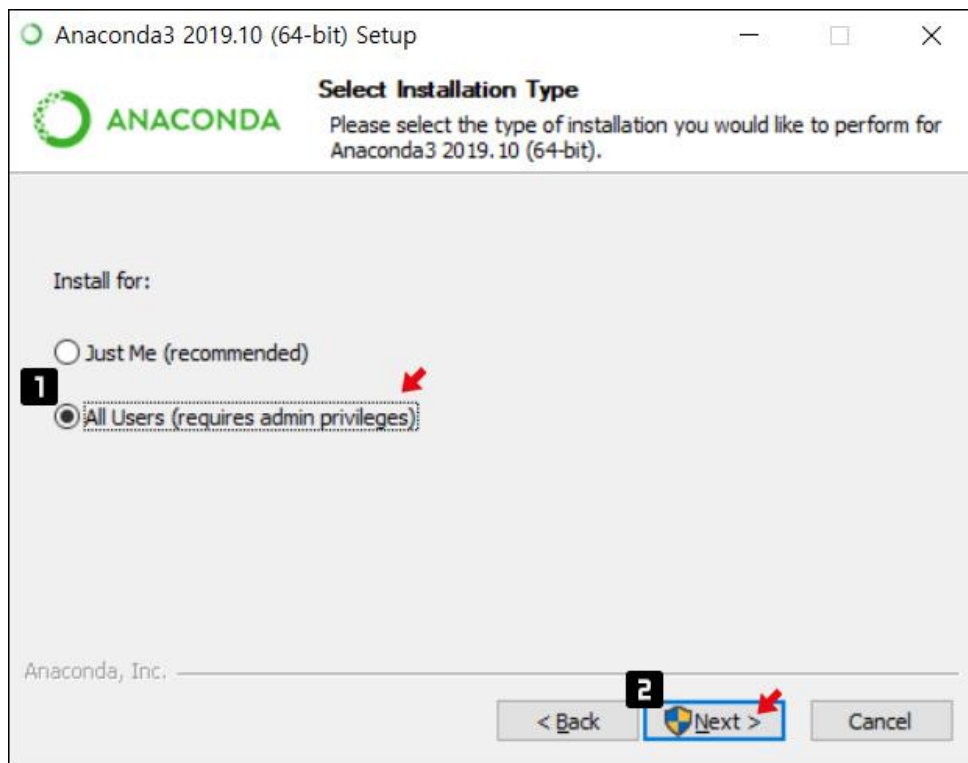 Anaconda3 2019.10 (64-bit) Setup
ANACONDA
Select Installation Type
Please select the type of installation you would like to perform for
Anaconda3 2019.10 (64-bit).
Install for:
Just Me (recommended)
1
All Users (requires admin privileges)
Anaconda, Inc.
2
< Back
Next >
Cancel